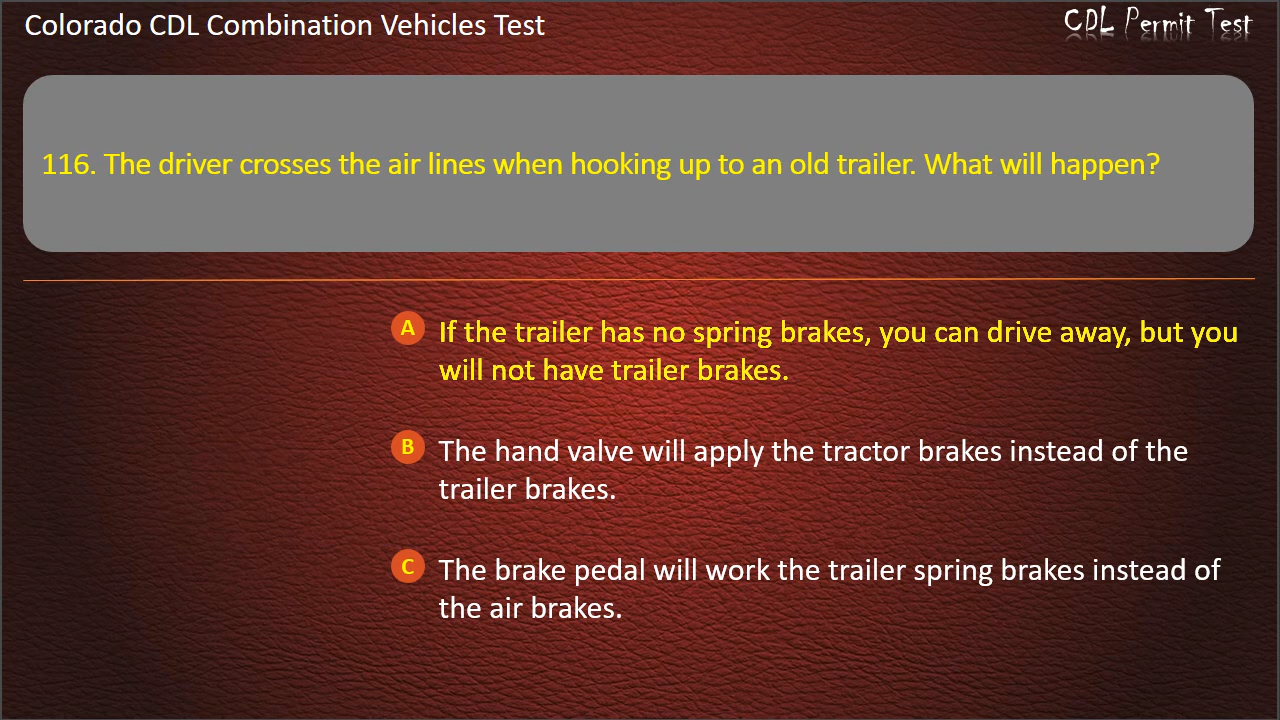 Colorado CDL Combination Vehicles Test
CDL Permit Test
116. The driver crosses the air lines when hooking up to an old trailer. What will happen?
A If the trailer has no spring brakes, you can drive away, but you
will not have trailer brakes.
B The hand valve will apply the tractor brakes instead of the
trailer brakes.
C The brake pedal will work the trailer spring brakes instead of
the air brakes.